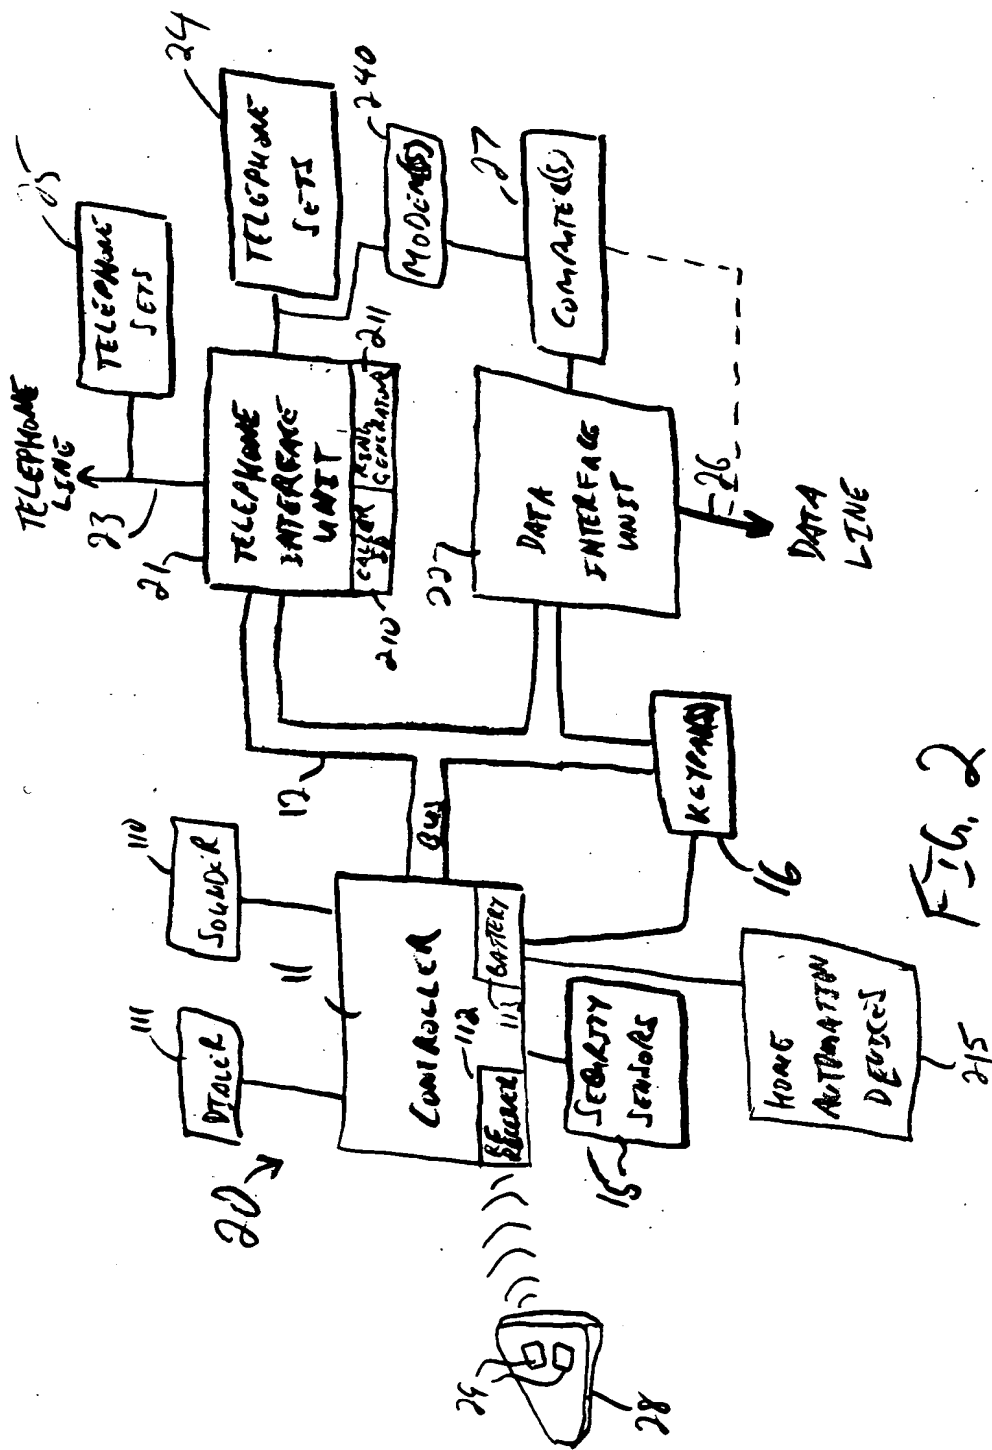 20
111
DIALER
110
SOUNDER
11
CONTROLLER
RF
RECEIVER
112
113
BATTERY
BUS
12
29
28
15
SECURITY
SENSORS
HOME
AUTOMATION
DEVICES
215
KEYPAD(S)
16
TELEPHONE
LINE
23
25
TELEPHONE
SETS
24
TELEPHONE
SETS
21
TELEPHONE
INTERFACE
UNIT
CALLER
ID
210
RING
GENERATOR
211
240
MODEM(S)
27
COMPUTER(S)
22
DATA
INTERFACE
UNIT
26
DATA
LINE
FIG. 2